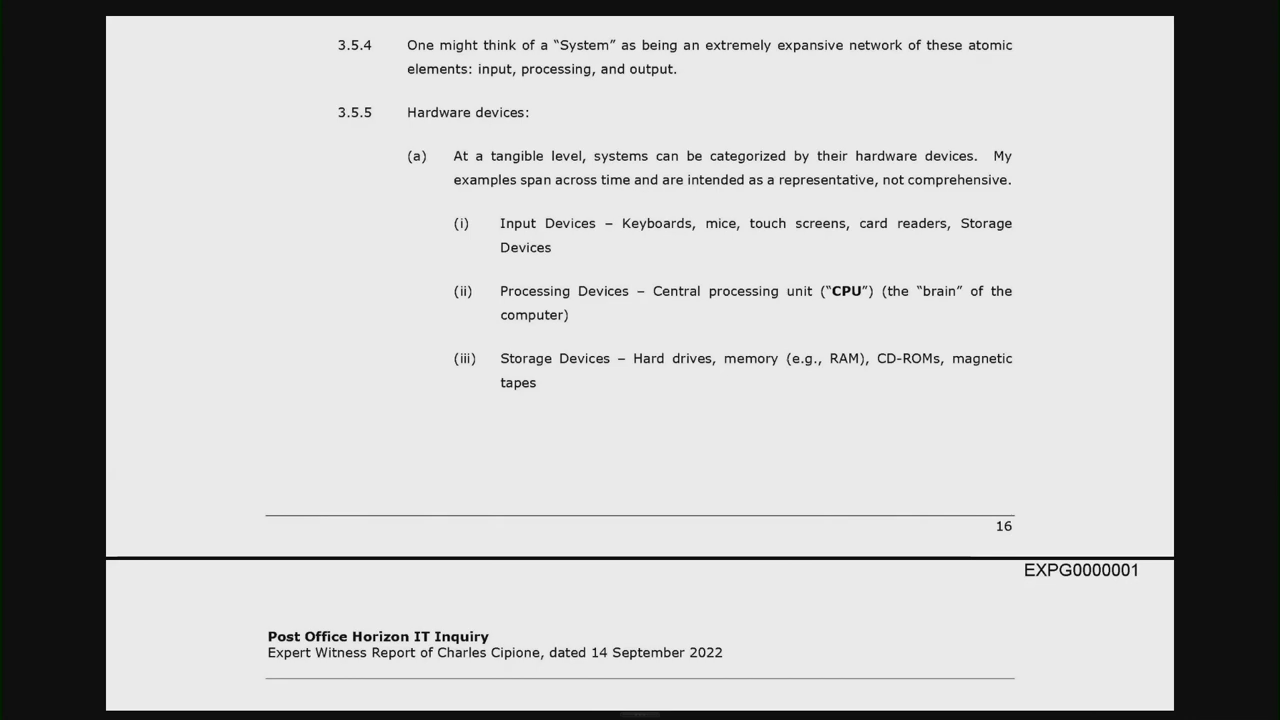 3.5.4 One might think of a “System” as being an extremely expansive network of these atomic
elements: input, processing, and output.
3.5.5 Hardware devices:
(a) At a tangible level, systems can be categorized by their hardware devices. My
examples span across time and are intended as a representative, not comprehensive.
(i) Input Devices – Keyboards, mice, touch screens, card readers, Storage
Devices
(ii) Processing Devices – Central processing unit (“CPU”) (the “brain” of the
computer)
(iii) Storage Devices – Hard drives, memory (e.g., RAM), CD-ROMs, magnetic
tapes
16
EXPG0000001
Post Office Horizon IT Inquiry
Expert Witness Report of Charles Cipione, dated 14 September 2022